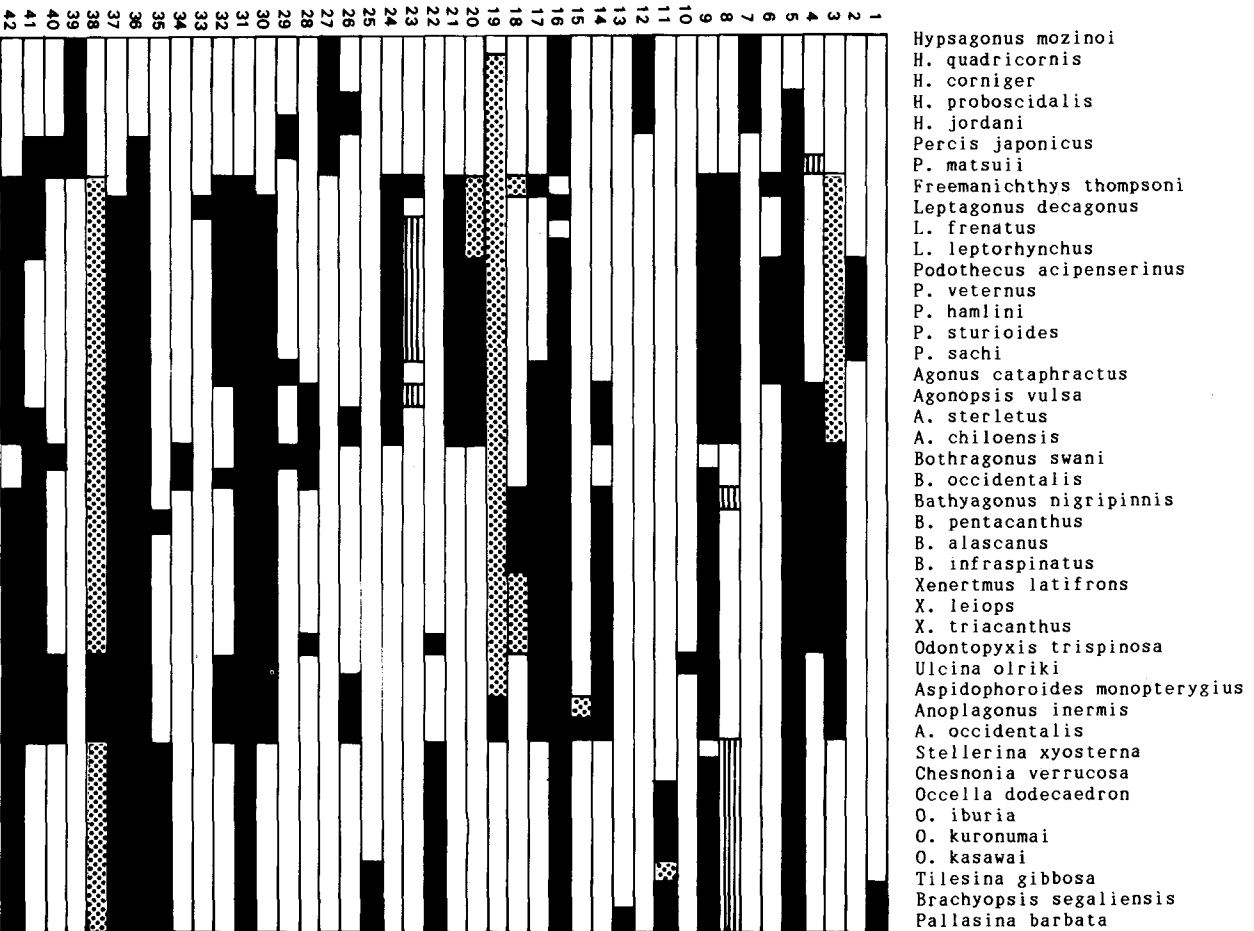 42 41 40 39 38 37 36 35 34 33 32 31 30 29 28 27 26 25 24 23 22 21 20 19 18 17 16 15 14 13 12 11 10 9 8 7 6 5 4 3 2 1
Hypsagonus mozinoi
H. quadricornis
H. corniger
H. proboscidalis
H. jordani
Percis japonicus
P. matsuii
Freemanichthys thompsoni
Leptagonus decagonus
L. frenatus
L. leptorhynchus
Podothecus acipenserinus
P. veternus
P. hamlini
P. sturioides
P. sachi
Agonus cataphractus
Agonopsis vulsa
A. sterletus
A. chiloensis
Bothragonus swani
B. occidentalis
Bathyagonus nigripinnis
B. pentacanthus
B. alascanus
B. infraspinatus
Xenertmus latifrons
X. leiops
X. triacanthus
Odontopyxis trispinosa
Ulcina olriki
Aspidophoroides monopterygius
Anoplagonus inermis
A. occidentalis
Stellerina xyosterna
Chesnonia verrucosa
Occella dodecaedron
O. iburia
O. kuronumai
O. kasawai
Tilesina gibbosa
Brachyopsis segaliensis
Pallasina barbata